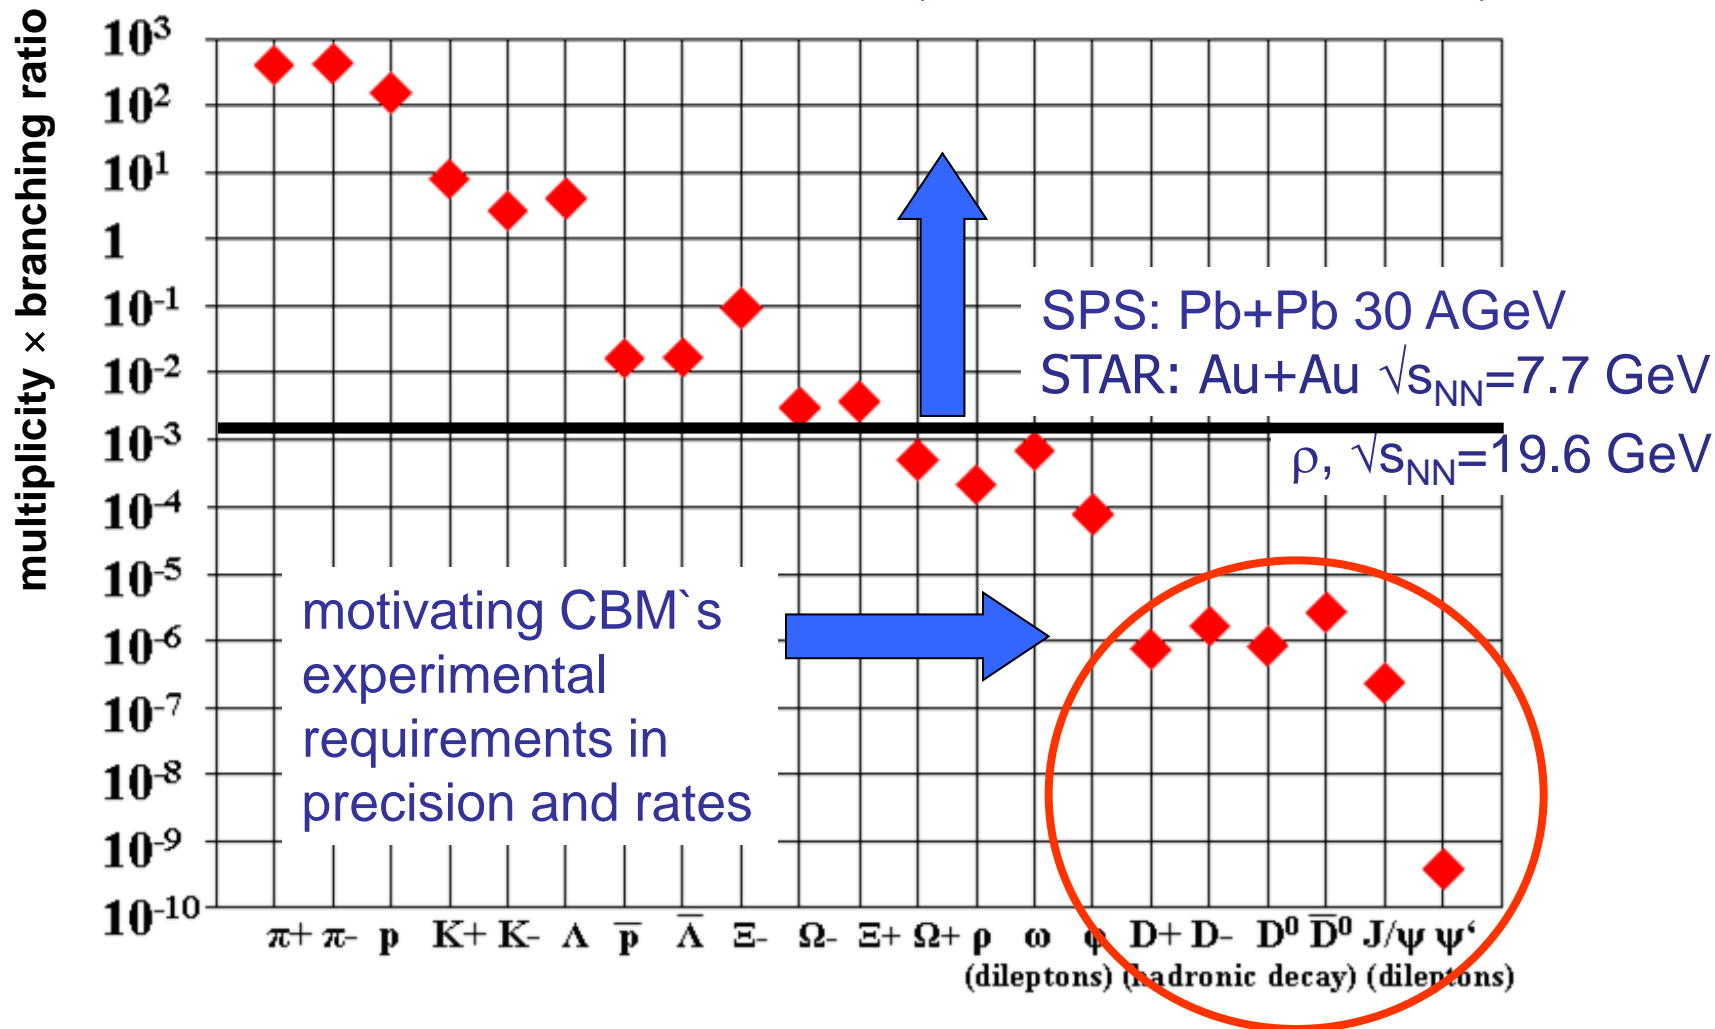 multiplicity × branching ratio
10³
10²
10¹
1
10⁻¹
10⁻²
10⁻³
10⁻⁴
10⁻⁵
10⁻⁶
10⁻⁷
10⁻⁸
10⁻⁹
10⁻¹⁰
SPS: Pb+Pb 30 AGeV
STAR: Au+Au √sNN=7.7 GeV
ρ, √sNN=19.6 GeV
motivating CBM`s
experimental
requirements in
precision and rates
π+ π- p K+ K- Λ p̅ Λ̅ Ξ- Ω- Ξ+ Ω+ ρ ω φ D+ D- D⁰ D̅⁰ J/ψ ψ‘
(dileptons) (hadronic decay) (dileptons)